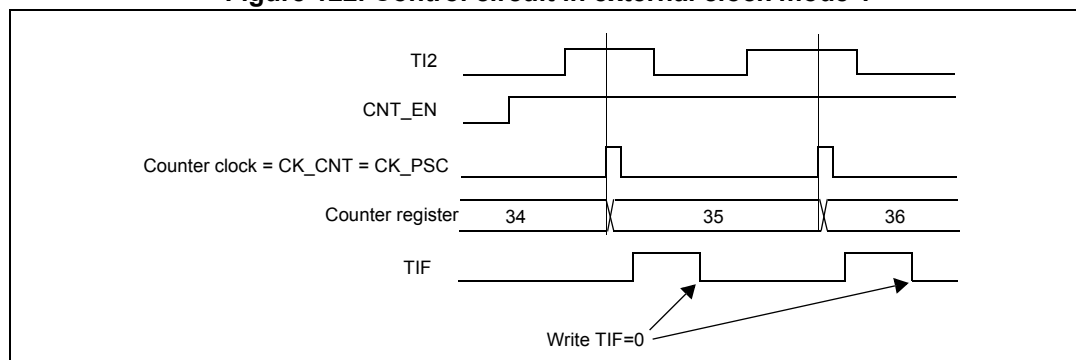 Figure 122. Control circuit in external clock mode 1
TI2
CNT_EN
Counter clock = CK_CNT = CK_PSC
Counter register 34 35 36
TIF
Write TIF=0